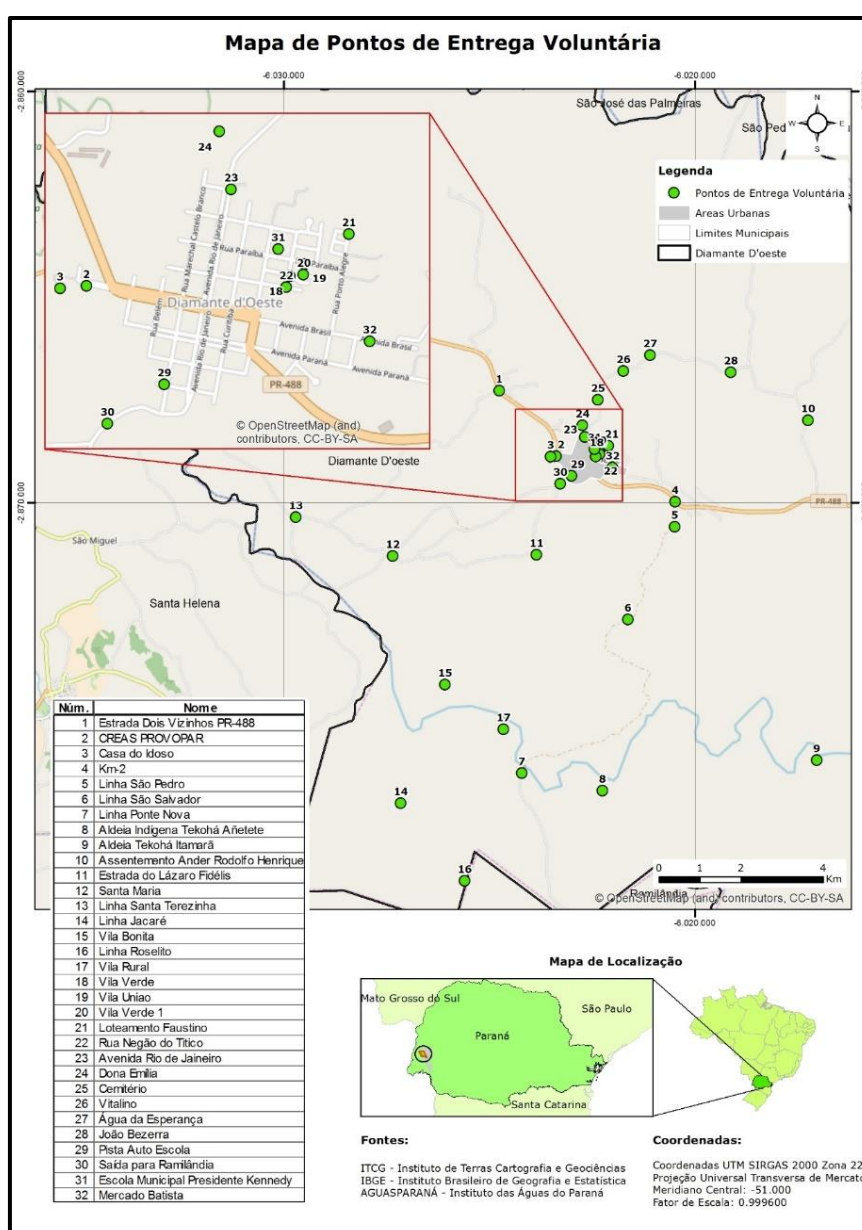 Mapa de Pontos de Entrega Voluntária
-6.030.000
-6.020.000
-2.860.000
São José das Palmeiras
São Ped
N
W
E
S
Legenda
Pontos de Entrega Voluntária
Areas Urbanas
Limites Municipais
Diamante D'oeste
24
23
21
31
20
22
19
18
3
2
32
29
30
Rua Marechal Castelo Branco
Avenida Rio de Janeiro
Rua Paraíba
Paraíba
Rua Porto Alegre
Diamante d'Oeste
Rua Belém
Avenida Rio de Janeiro
Rua Curitiba
Avenida Brasil
Avenida Brasil
Avenida Paraná
Avenida Paraná
PR-488
© OpenStreetMap (and)
contributors, CC-BY-SA
Diamante D'oeste
27
26
28
1
25
10
24
23
21
18
3
2
32
22
29
30
4
PR-488
-2.870.000
5
13
São Miguel
12
11
Santa Helena
6
15
17
7
9
8
14
16
0 1 2 4
Km
Ramilândia
© OpenStreetMap (and) contributors, CC-BY-SA
-6.020.000
Núm. Nome
1 Estrada Dois Vizinhos PR-488
2 CREAS PROVOPAR
3 Casa do Idoso
4 Km-2
5 Linha São Pedro
6 Linha São Salvador
7 Linha Ponte Nova
8 Aldeia Indígena Tekohá Añetete
9 Aldeia Tekohá Itamarã
10 Assentemento Ander Rodolfo Henrique
11 Estrada do Lázaro Fidélis
12 Santa Maria
13 Linha Santa Terezinha
14 Linha Jacaré
15 Vila Bonita
16 Linha Roselito
17 Vila Rural
18 Vila Verde
19 Vila Uniao
20 Vila Verde 1
21 Loteamento Faustino
22 Rua Negão do Titico
23 Avenida Rio de Jaineiro
24 Dona Emília
25 Cemitério
26 Vitalino
27 Água da Esperança
28 João Bezerra
29 Pista Auto Escola
30 Saída para Ramilândia
31 Escola Municipal Presidente Kennedy
32 Mercado Batista
Mapa de Localização
Mato Grosso do Sul
São Paulo
Paraná
Santa Catarina
Fontes:
ITCG - Instituto de Terras Cartografia e Geociências
IBGE - Instituto Brasileiro de Geografia e Estatística
AGUASPARANÁ - Instituto das Águas do Paraná
Coordenadas:
Coordenadas UTM SIRGAS 2000 Zona 22
Projeção Universal Transversa de Mercato
Meridiano Central: -51.000
Fator de Escala: 0.999600